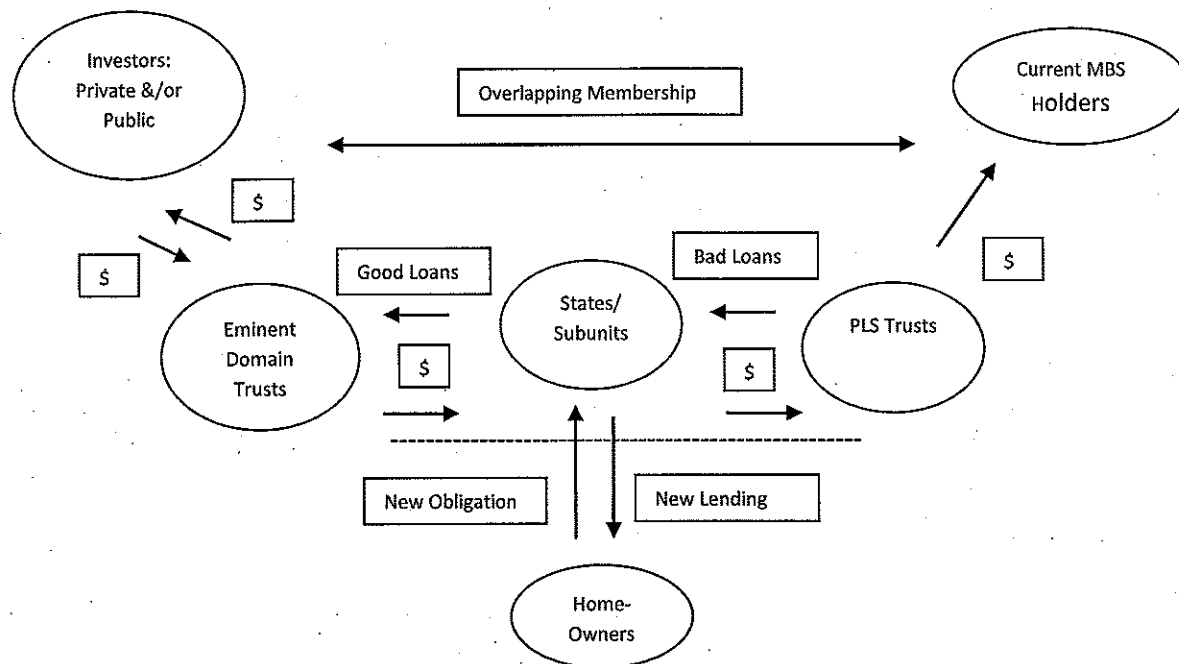 Investors:
Private &/or
Public
Overlapping Membership
Current MBS
Holders
$
$
$
Good Loans
Bad Loans
Eminent
Domain
Trusts
States/
Subunits
PLS Trusts
$
$
New Obligation
New Lending
Home-
Owners